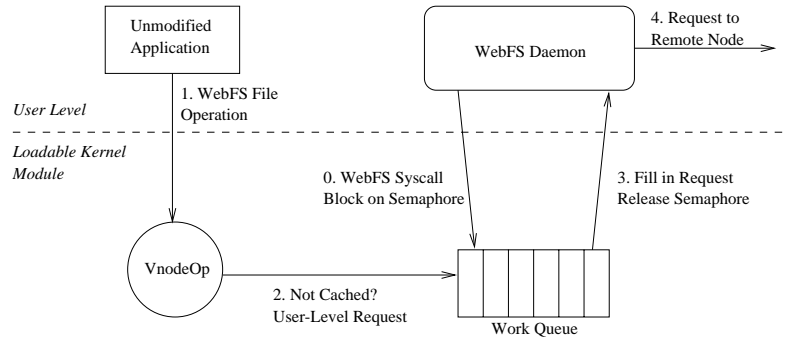 Unmodified
Application
4. Request to
Remote Node
WebFS Daemon
1. WebFS File
Operation
User Level
Loadable Kernel
Module
0. WebFS Syscall
Block on Semaphore
3. Fill in Request
Release Semaphore
VnodeOp
2. Not Cached?
User-Level Request
Work Queue